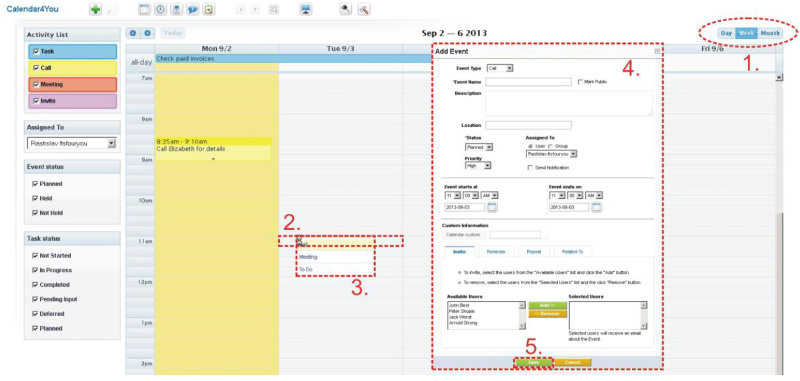 Calendar4You
Today
Sep 2 — 6 2013
Day Week Month
1.
Activity List
Task
Call
Meeting
Invite
Assigned To
Event status
Planned
Held
Not Held
Task status
Not Started
In Progress
Completed
Pending Input
Deferred
Planned
Mon 9/2
Tue 9/3
Fri 9/6
all-day
Check paid invoices
7am
8am
8:35am - 9:10am
Call Elizabeth for details
9am
10am
11am
12pm
1pm
2pm
2.
Meeting
To Do
3.
Add Event
4.
Event Type Call
*Event Name
Mark Public
Description
Location
*Status
Planned
Priority
High
Assigned To
User Group
Send Notification
Event starts at
11 00 AM
2013-09-03
Event ends on
11 00 AM
2013-09-03
Custom Information
Calendar custom
Invite Reminder Repeat Related To
To invite, select the users from the "Available Users" list and click the "Add" button.
To remove, select the users from the "Selected Users" list and the click "Remove" button.
Available Users
John Best
Peter Shopin
Jack Worst
Arnold Strong
Add >>
<< Remove
Selected Users
Selected users will receive an email
about the Event.
5.
Save
Cancel